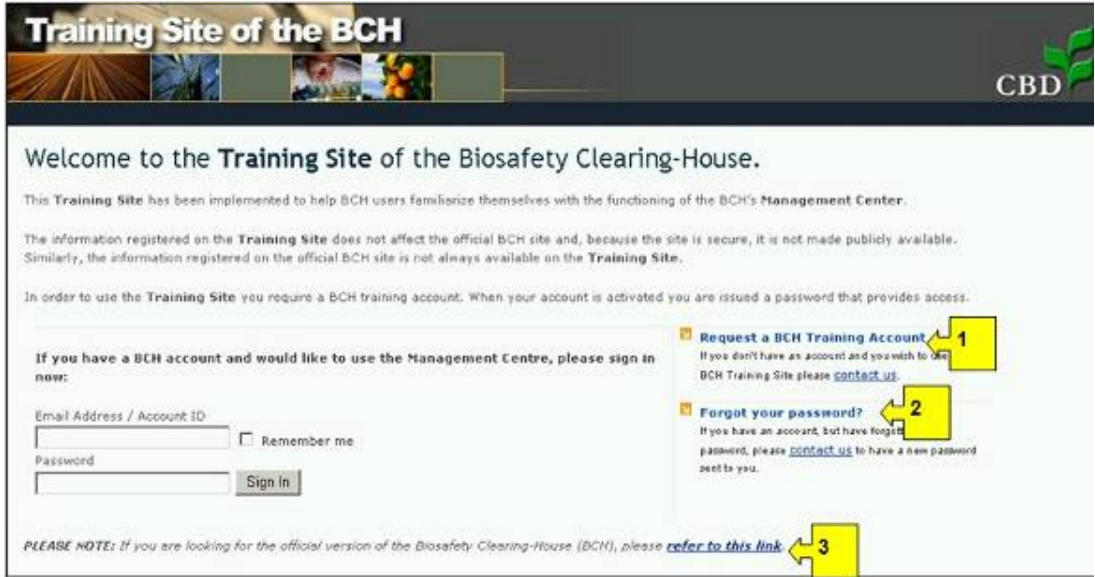 Training Site of the BCH
CBD
Welcome to the Training Site of the Biosafety Clearing-House.
This Training Site has been implemented to help BCH users familiarize themselves with the functioning of the BCH's Management Center.
The information registered on the Training Site does not affect the official BCH site and, because the site is secure, it is not made publicly available.
Similarly, the information registered on the official BCH site is not always available on the Training Site.
In order to use the Training Site you require a BCH training account. When your account is activated you are issued a password that provides access.
If you have a BCH account and would like to use the Management Centre, please sign in
now:
Email Address / Account ID
Remember me
Password
Sign In
Request a BCH Training Account
1
If you don't have an account and you wish to use
BCH Training Site please contact us.
Forgot your password?
2
If you have an account, but have forgott
password, please contact us to have a new password
sent to you.
PLEASE NOTE: If you are looking for the official version of the Biosafety Clearing-House (BCH), please refer to this link
3